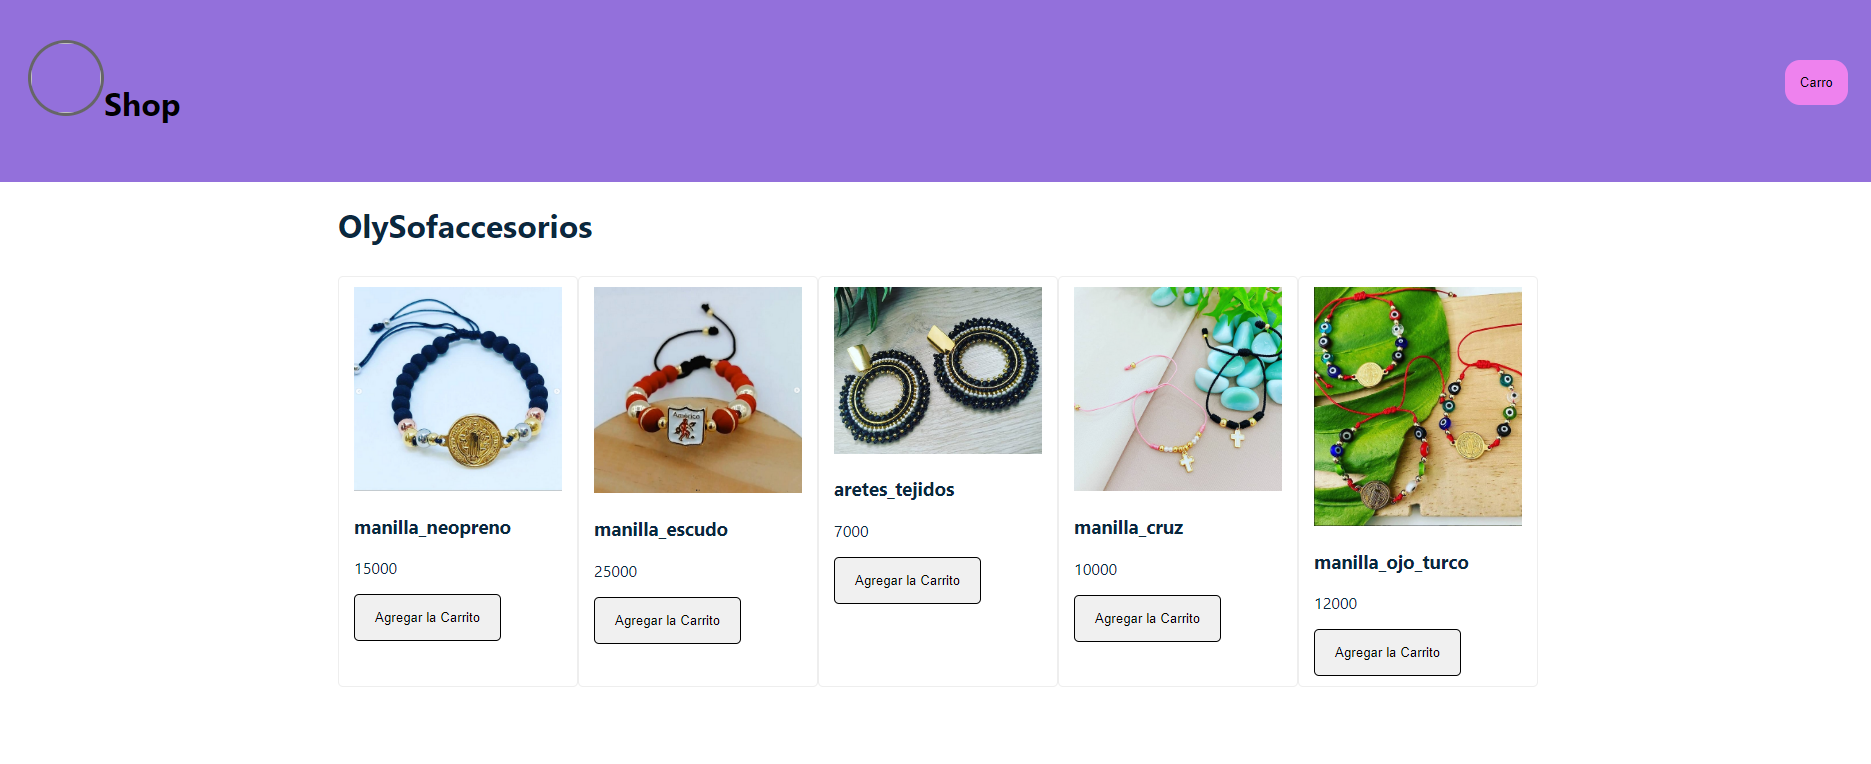 Shop
Carro
OlySofaccesorios
América
manilla_neopreno
15000
Agregar la Carrito
manilla_escudo
25000
Agregar la Carrito
aretes_tejidos
7000
Agregar la Carrito
manilla_cruz
10000
Agregar la Carrito
manilla_ojo_turco
12000
Agregar la Carrito